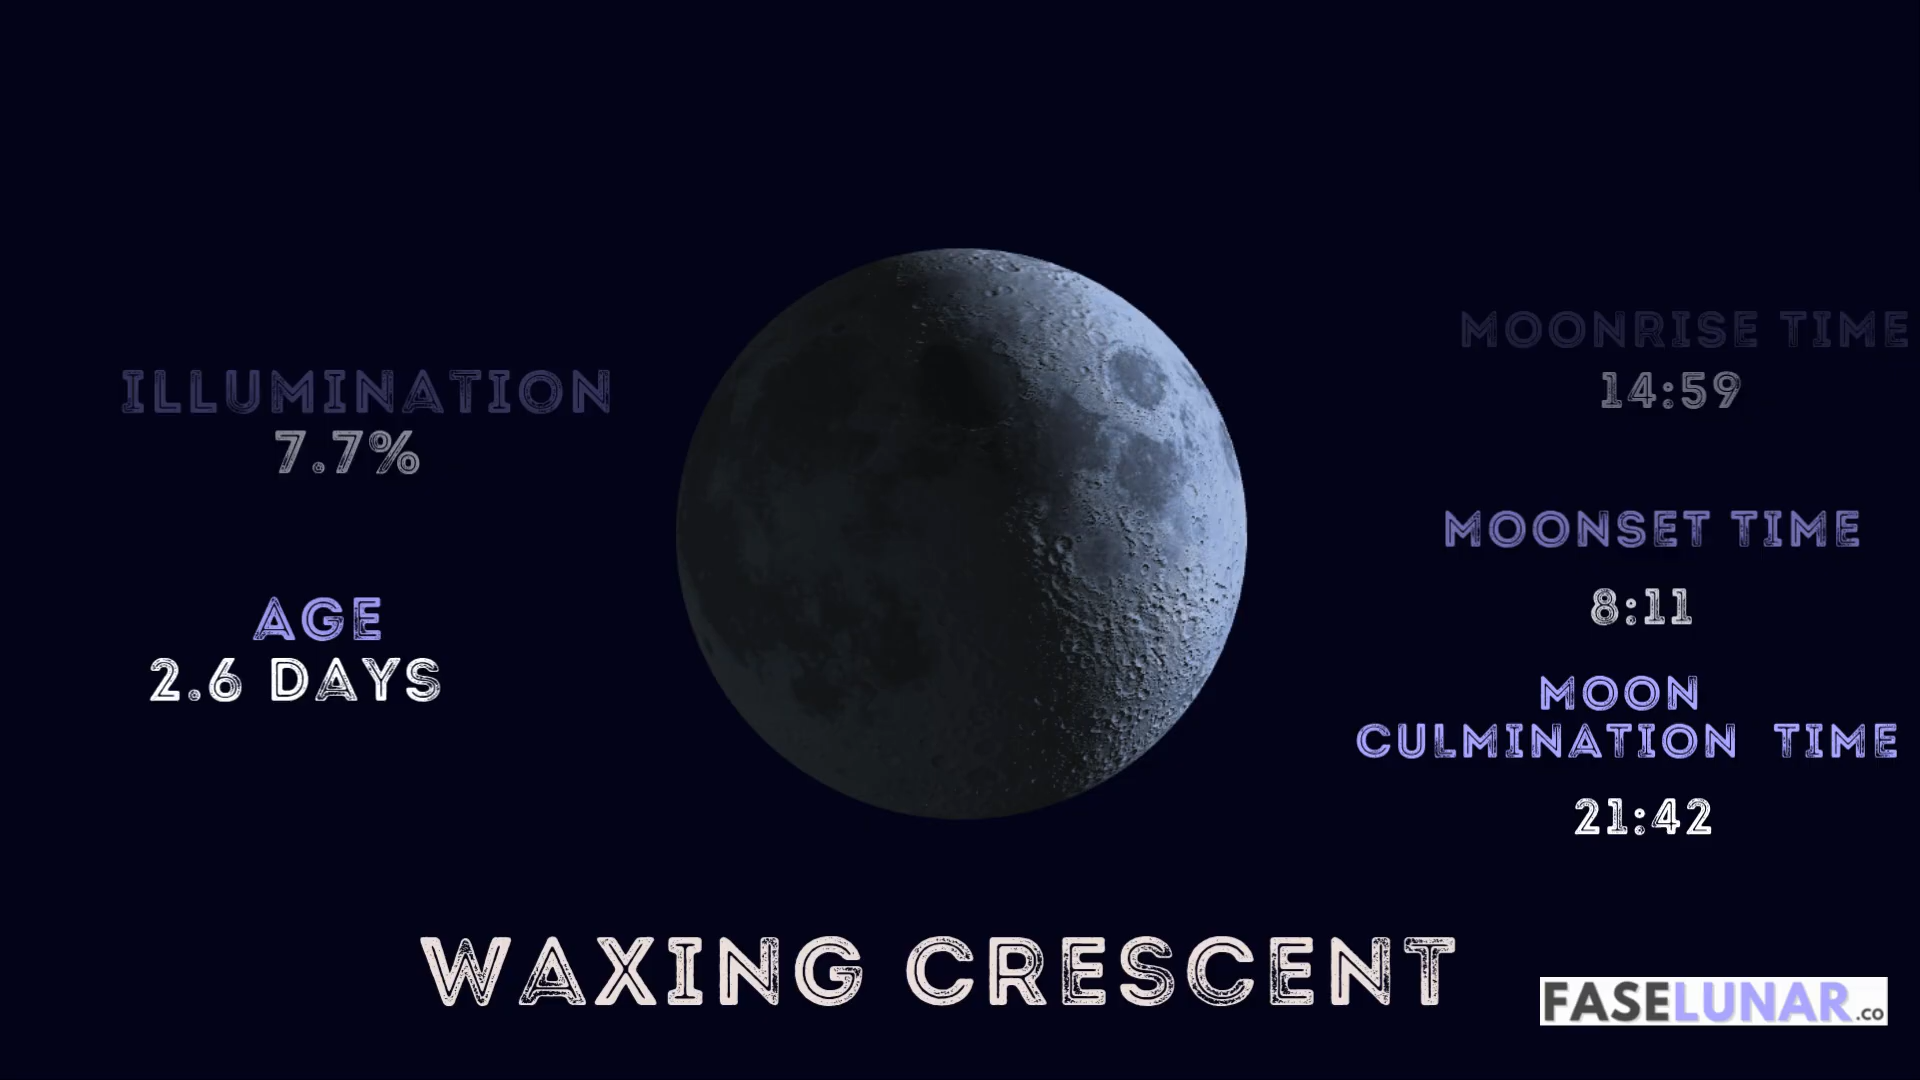 ILLUMINATION
7.7%
AGE
2.6 DAYS
MOONRISE TIME
14:59
MOONSET TIME
8:11
MOON
CULMINATION TIME
21:42
WAXING CRESCENT
FASELUNAR.co